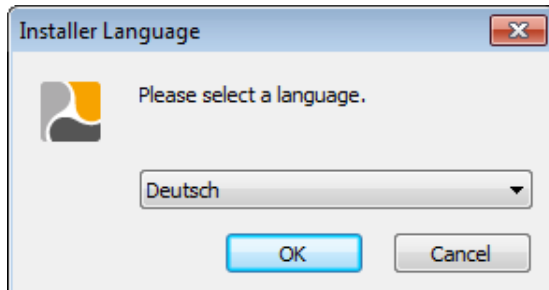 Installer Language
Please select a language.
Deutsch
OK
Cancel